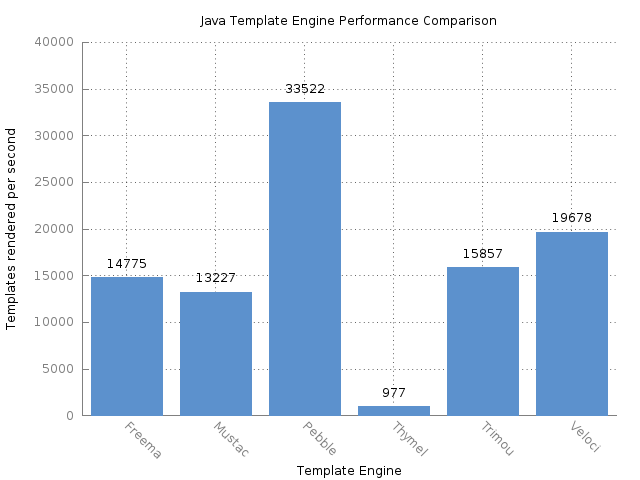 Java Template Engine Performance Comparison
40000
35000
30000
25000
20000
15000
10000
5000
0
Templates rendered per second
14775
13227
33522
977
15857
19678
Freema
Mustac
Pebble
Thymel
Trimou
Veloci
Template Engine